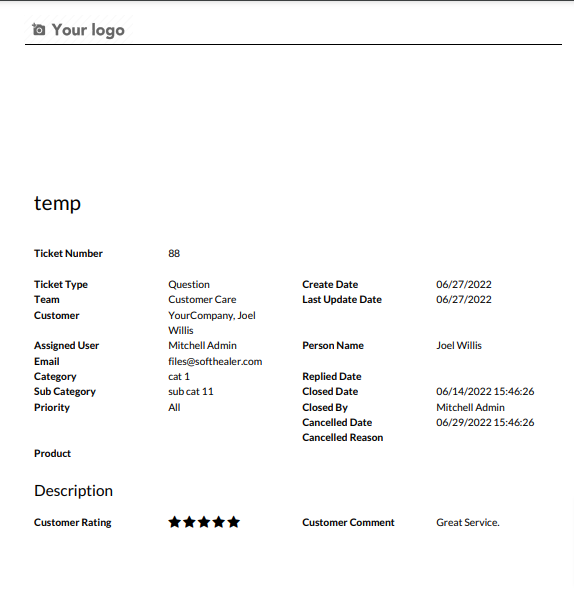 Your logo
temp
Ticket Number 88
Ticket Type Question Create Date 06/27/2022
Team Customer Care Last Update Date 06/27/2022
Customer YourCompany, Joel
Willis
Assigned User Mitchell Admin Person Name Joel Willis
Email files@softhealer.com
Category cat 1 Replied Date
Sub Category sub cat 11 Closed Date 06/14/2022 15:46:26
Priority All Closed By Mitchell Admin
Cancelled Date 06/29/2022 15:46:26
Cancelled Reason
Product
Description
Customer Rating ★★★★★ Customer Comment Great Service.